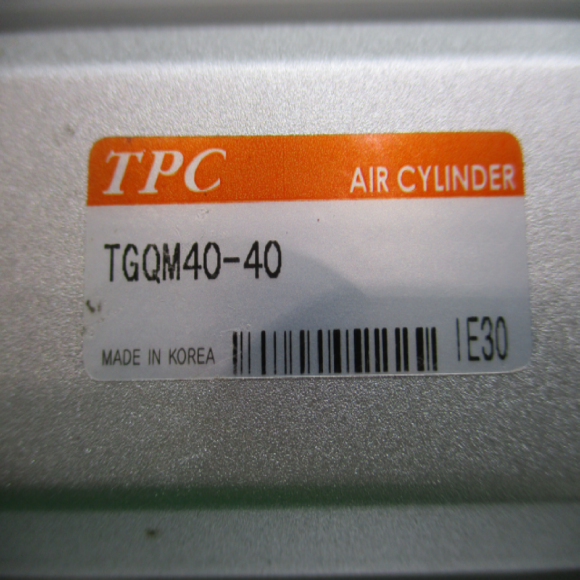 TPC AIR CYLINDER
TGQM40-40
MADE IN KOREA IE30